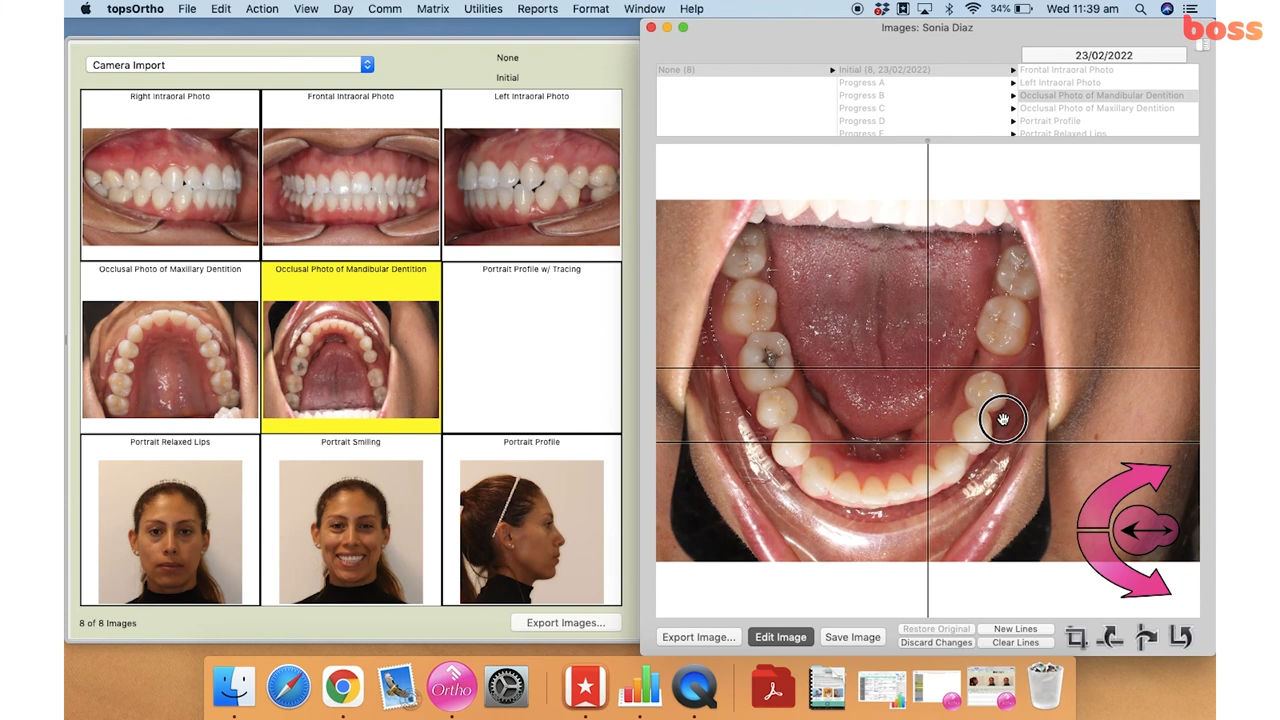 topsOrtho File Edit Action View Day Comm Matrix Utilities Reports Format Window Help 34% Wed 11:39 am
boss
Camera Import
None
Initial
Right Intraoral Photo Frontal Intraoral Photo Left Intraoral Photo
Occlusal Photo of Maxillary Dentition Occlusal Photo of Mandibular Dentition Portrait Profile w/ Tracing
Portrait Relaxed Lips Portrait Smiling Portrait Profile
8 of 8 Images Export Images...
Images: Sonia Diaz
23/02/2022
None (8) Initial (8, 23/02/2022) Frontal Intraoral Photo
Progress A Left Intraoral Photo
Progress B Occlusal Photo of Mandibular Dentition
Progress C Occlusal Photo of Maxillary Dentition
Progress D Portrait Profile
Progress E Portrait Relaxed Lips
Export Image... Edit Image Save Image Restore Original New Lines
Discard Changes Clear Lines
Ortho